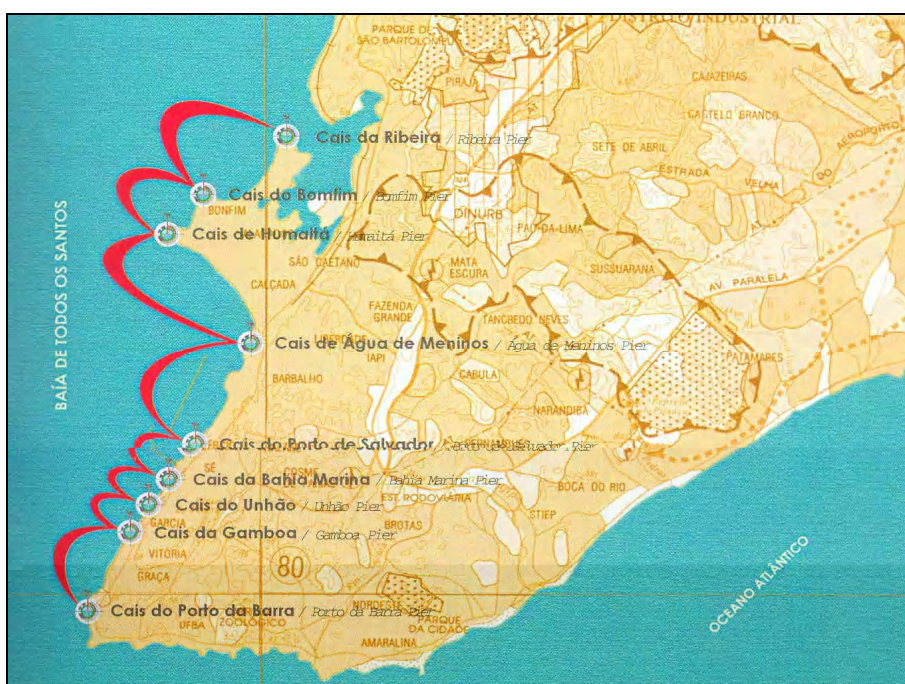 DISTRITO INDUSTRIAL
PARQUE DE
SÃO BARTOLOMEU
PIRAJÁ
CAJAZEIRAS
CASTELO BRANCO
AEROPORTO
Cais da Ribeira / Ribeira Pier
SETE DE ABRIL
ESTRADA VELHA DO
Cais do Bomfim / Bomfim Pier
BONFIM
DINURB
PAU-DA-LIMA
Cais de Humaitá / Humaitá Pier
BAÍA DE TODOS OS SANTOS
SÃO CAETANO
MATA
ESCURA
SUSSUARANA
AV. PARALELA
CALÇADA
FAZENDA
GRANDE
TANCREDO NEVES
Cais de Água de Meninos / Água de Meninos Pier
IAPI
PATAMARES
BARBALHO
CABULA
NARANDIBA
Cais do Porto de Salvador / Porto de Salvador Pier
SÉ
COSME
Cais da Bahia Marina / Bahia Marina Pier
BOCA DO RIO
EST. RODOVIÁRIA
Cais do Unhão / Unhão Pier
STIEP
GARCIA
BROTAS
Cais da Gamboa / Gamboa Pier
VITÓRIA
OCEANO ATLÂNTICO
80
GRAÇA
NORDESTE
Cais do Porto da Barra / Porto da Barra Pier
UFBA
ZOOLÓGICO
PARQUE
DA CIDADE
AMARALINA